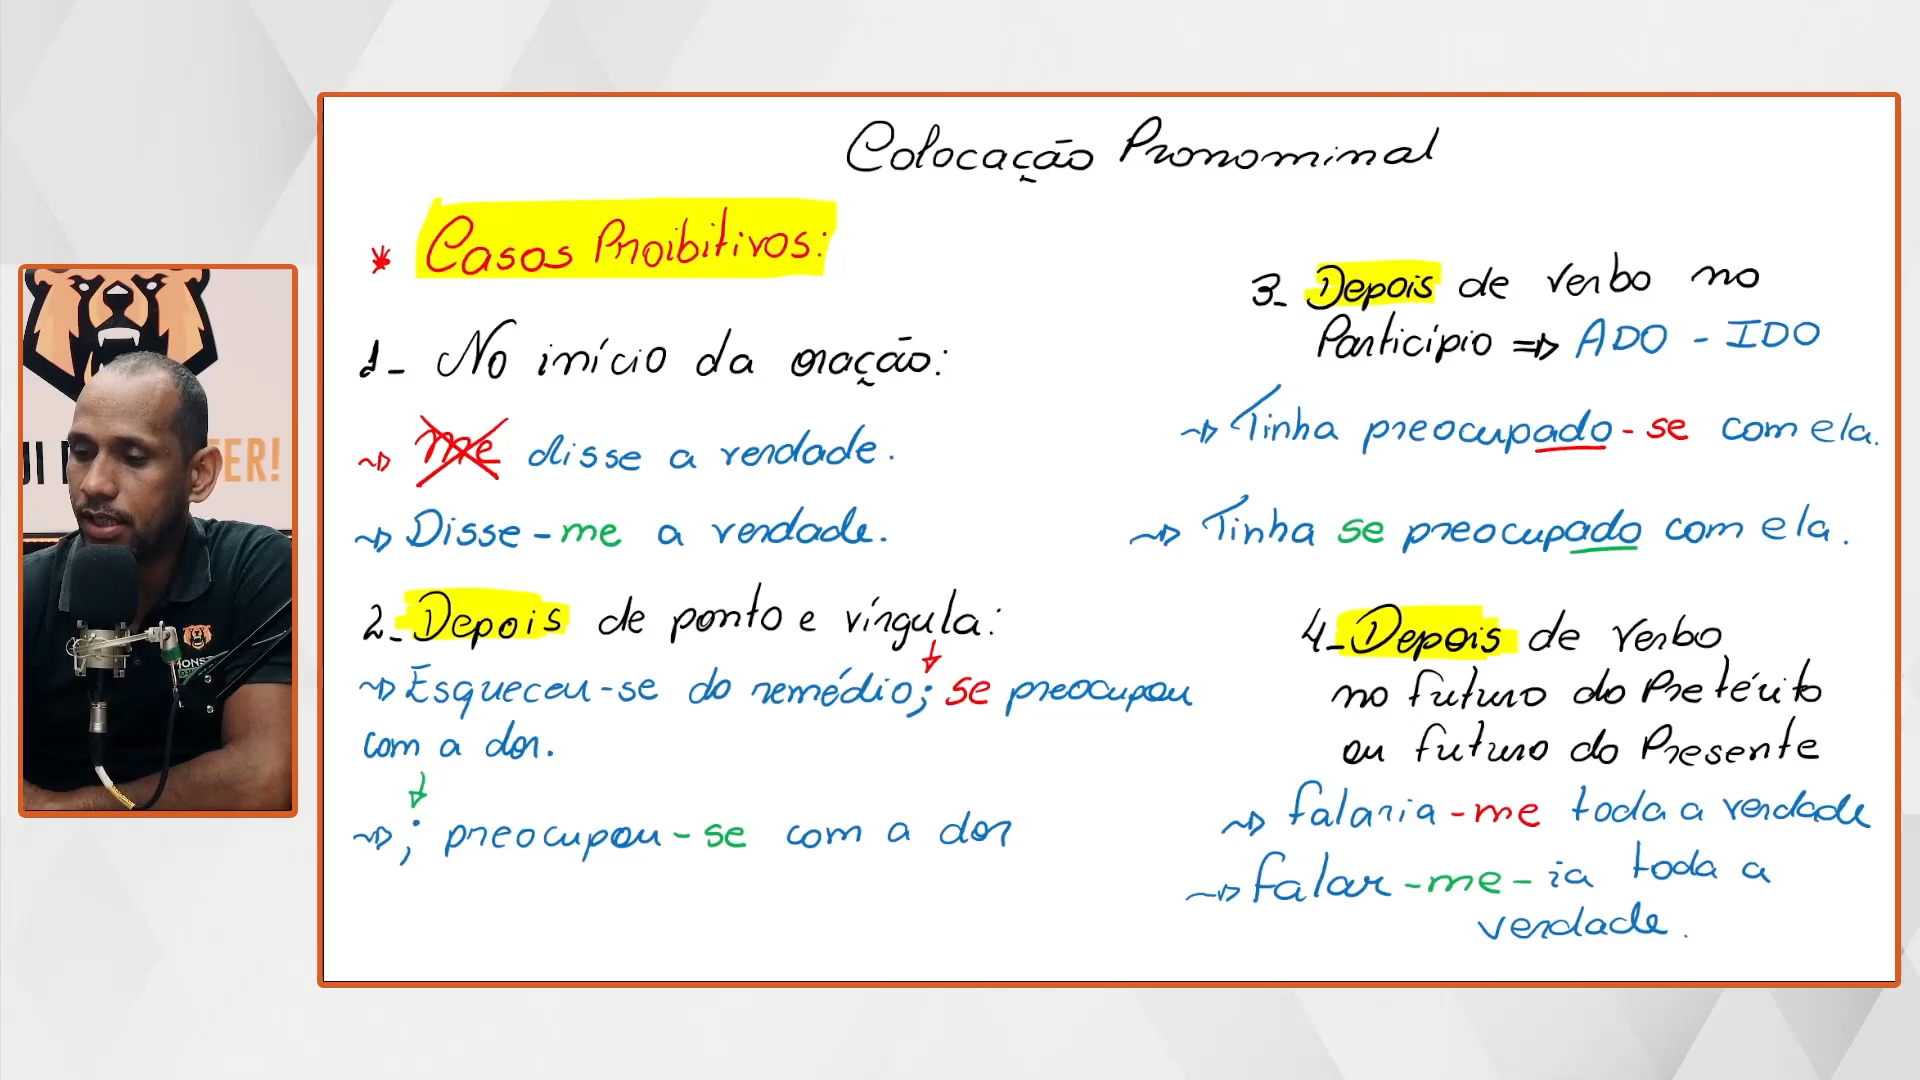 Colocação Pronominal
* Casos Proibitivos:
1- No início da oração:
~> me disse a verdade.
~> Disse-me a verdade.
2- Depois de ponto e vírgula:
~> Esqueceu-se do remédio; se preocupou
com a dor.
~> ; preocupou-se com a dor
3- Depois de verbo no
Particípio => ADO - IDO
~> Tinha preocupado-se com ela.
~> Tinha se preocupado com ela.
4- Depois de verbo
no futuro do Pretérito
ou futuro do Presente
~> falaria-me toda a verdade
~> falar-me-ia toda a
verdade.